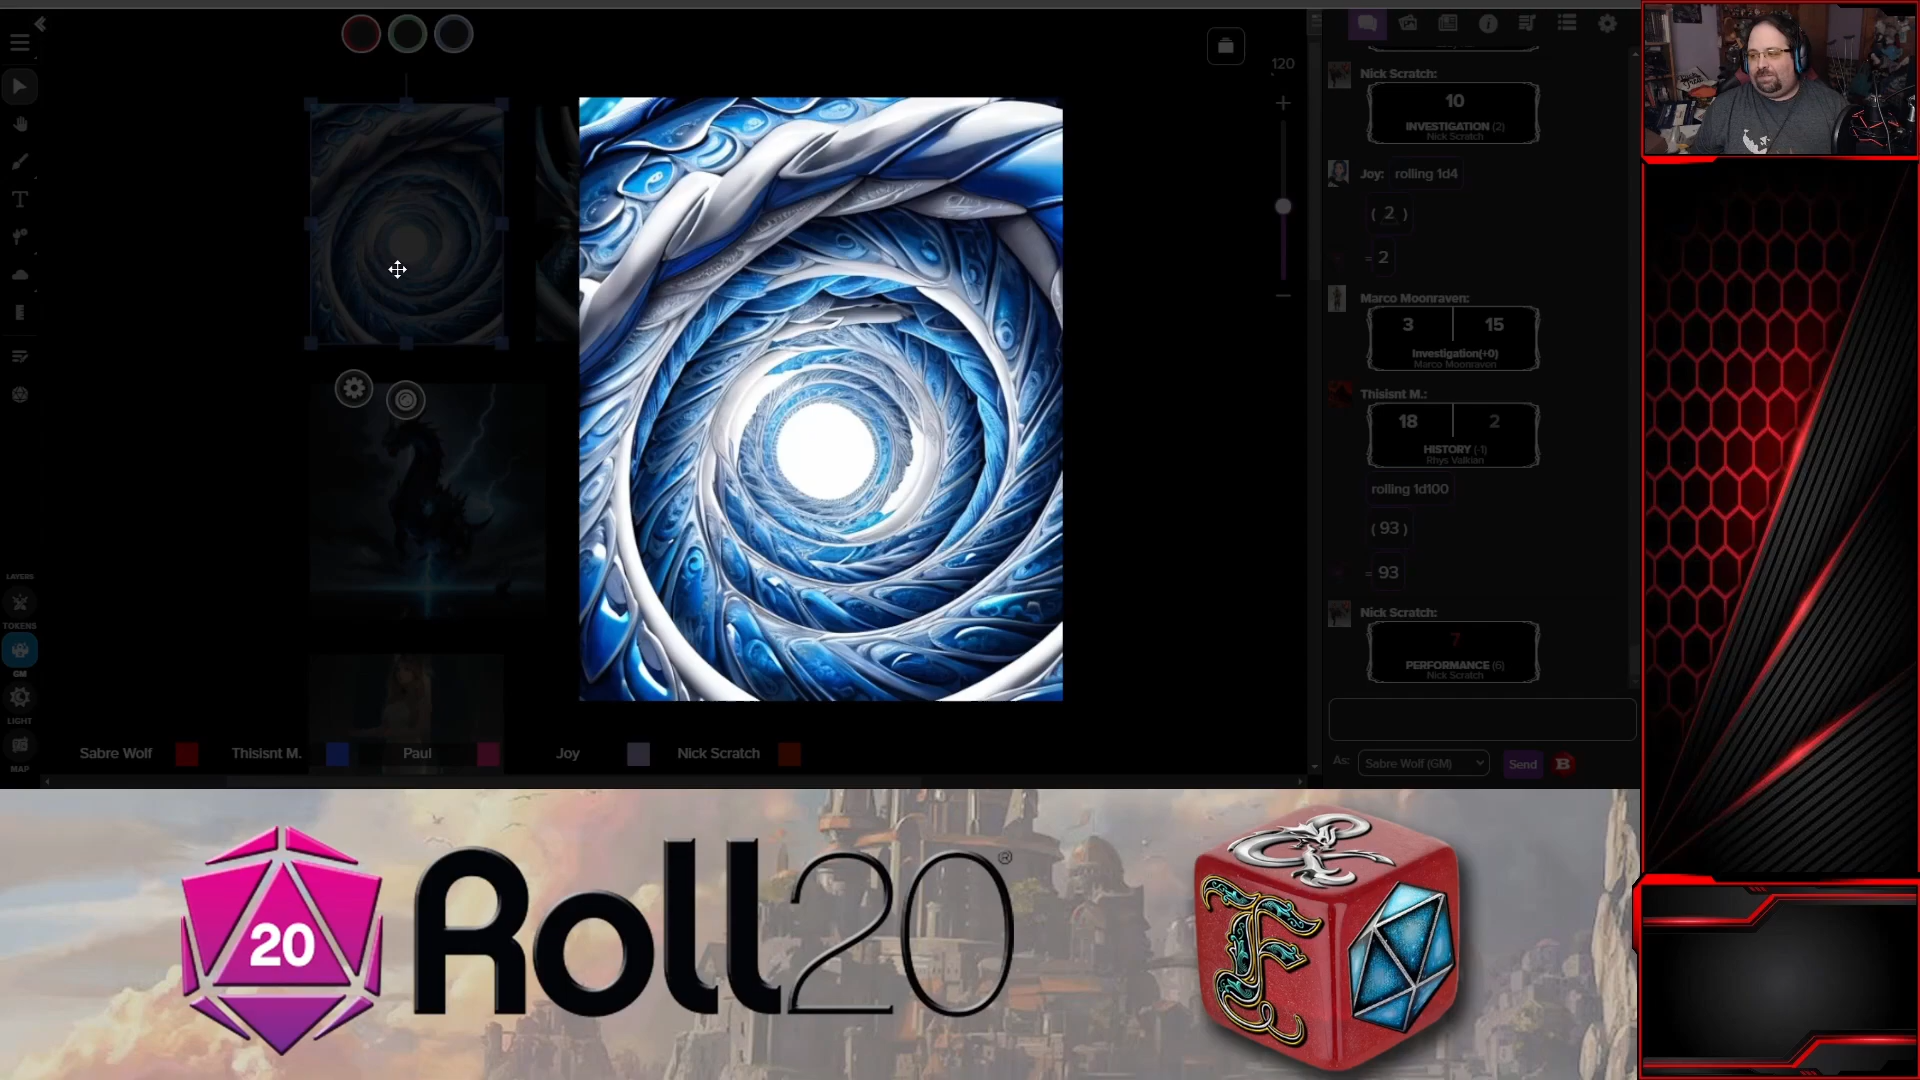 120
Nick Scratch:
10
INVESTIGATION (2)
Nick Scratch
Joy: rolling 1d4
( 2 )
= 2
Marco Moonraven:
3 15
Investigation(+0)
Marco Moonraven
Thisisnt M.:
18 2
HISTORY (-1)
Rhys Valkian
rolling 1d100
( 93 )
= 93
Nick Scratch:
7
PERFORMANCE (6)
Nick Scratch
LAYERS
TOKENS
GM
LIGHT
MAP
Sabre Wolf Thisisnt M. Paul Joy Nick Scratch
As: Sabre Wolf (GM) Send B
20 Roll20®
E